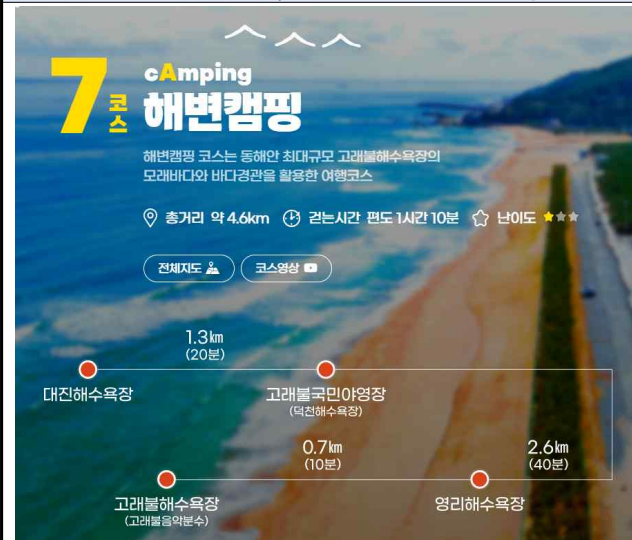 7
코스
cAmping
해변캠핑
해변캠핑 코스는 동해안 최대규모 고래불해수욕장의
모래바다와 바다경관을 활용한 여행코스
총거리 약 4.6km 걷는시간 편도 1시간 10분 난이도
전체지도 코스영상
1.3km
(20분)
대진해수욕장 고래불국민야영장
(덕천해수욕장)
0.7km 2.6km
(10분) (40분)
고래불해수욕장 영리해수욕장
(고래불음악분수)